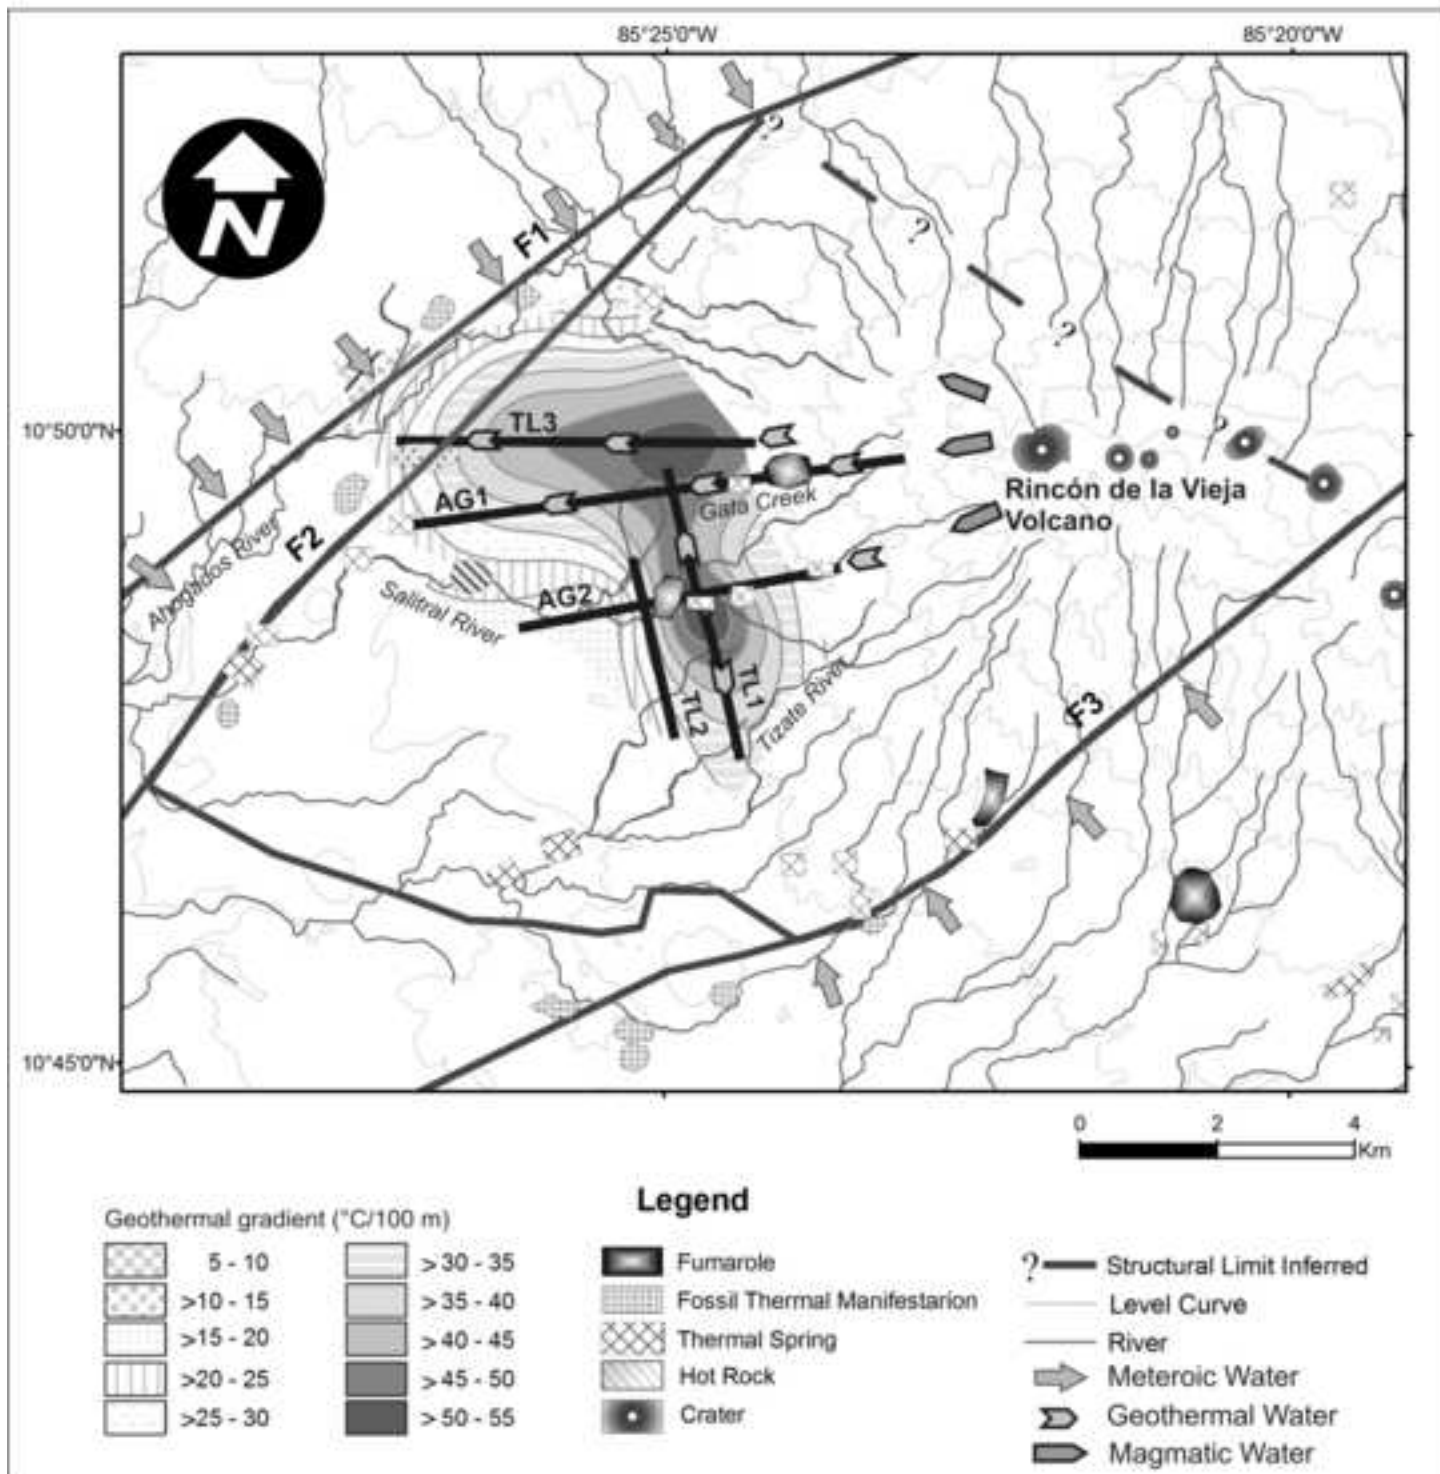 85°25'0"W
85°20'0"W
?
N
F1
?
?
TL3
10°50'0"N
?
AG1
Gata Creek
Rincón de la Vieja
Volcano
Ahogados River
F2
Salitral River
AG2
TL2
TL1
Tizate River
F3
10°45'0"N
0 2 4
Km
Legend
Geothermal gradient (°C/100 m)
5 - 10
>10 - 15
>15 - 20
>20 - 25
>25 - 30
>30 - 35
>35 - 40
>40 - 45
>45 - 50
>50 - 55
Fumarole
Fossil Thermal Manifestarion
Thermal Spring
Hot Rock
Crater
? Structural Limit Inferred
Level Curve
River
Meteroic Water
Geothermal Water
Magmatic Water